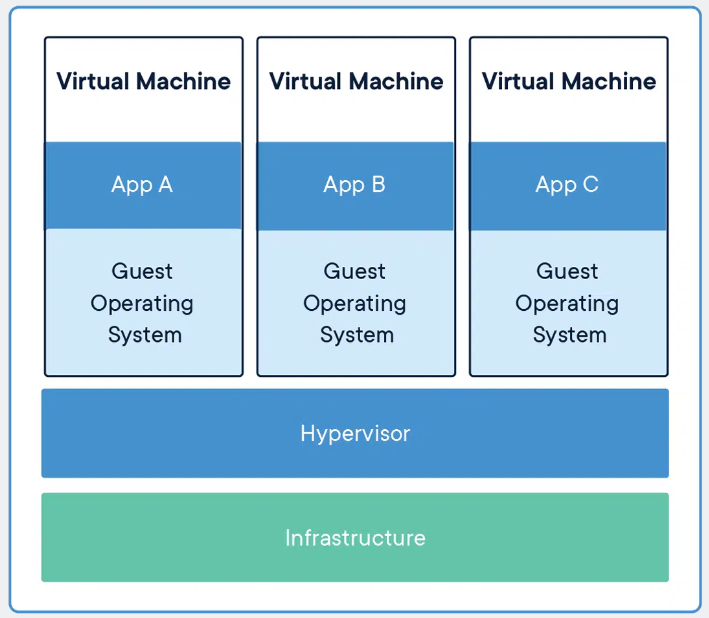 Virtual Machine
Virtual Machine
Virtual Machine
App A
App B
App C
Guest
Operating
System
Guest
Operating
System
Guest
Operating
System
Hypervisor
Infrastructure